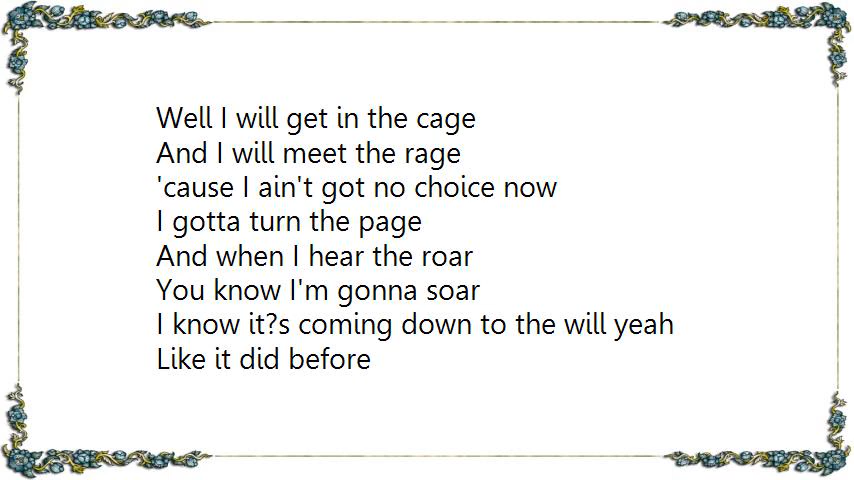 Well I will get in the cage
And I will meet the rage
'cause I ain't got no choice now
I gotta turn the page
And when I hear the roar
You know I'm gonna soar
I know it?s coming down to the will yeah
Like it did before